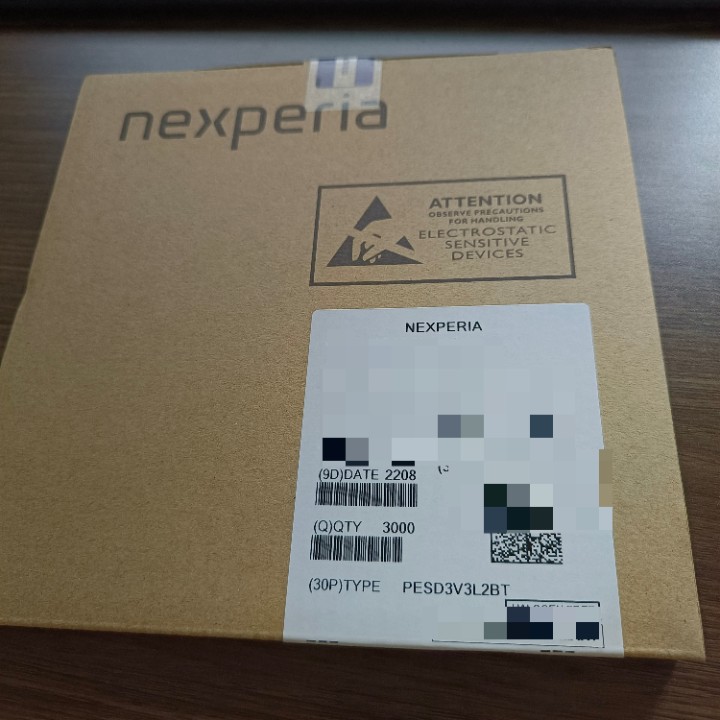 nexperia
ATTENTION
OBSERVE PRECAUTIONS
FOR HANDLING
ELECTROSTATIC
SENSITIVE
DEVICES
NEXPERIA
(9D)DATE 2208
(Q)QTY 3000
(30P)TYPE PESD3V3L2BT